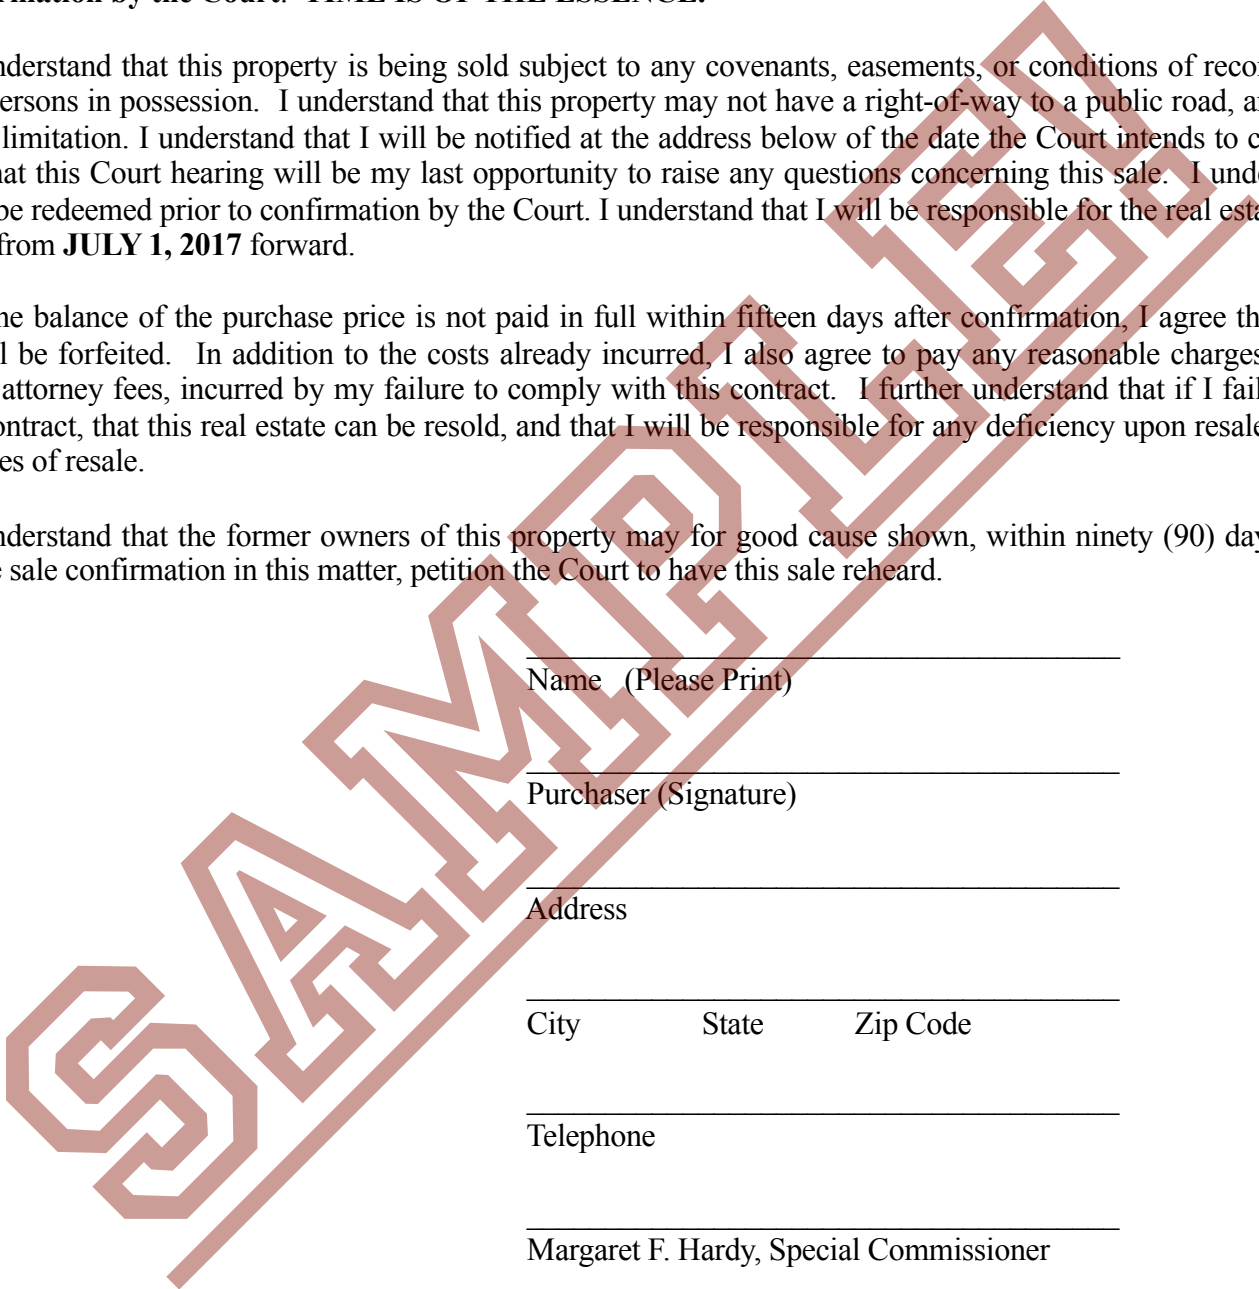 rmation by the Court. TIME IS OF THE ESSENCE.
nderstand that this property is being sold subject to any covenants, easements, or conditions of reco
ersons in possession. I understand that this property may not have a right-of-way to a public road, a
limitation. I understand that I will be notified at the address below of the date the Court intends to c
hat this Court hearing will be my last opportunity to raise any questions concerning this sale. I unde
be redeemed prior to confirmation by the Court. I understand that I will be responsible for the real esta
from JULY 1, 2017 forward.
he balance of the purchase price is not paid in full within fifteen days after confirmation, I agree th
l be forfeited. In addition to the costs already incurred, I also agree to pay any reasonable charges
attorney fees, incurred by my failure to comply with this contract. I further understand that if I fail
ontract, that this real estate can be resold, and that I will be responsible for any deficiency upon resale
es of resale.
nderstand that the former owners of this property may for good cause shown, within ninety (90) day
e sale confirmation in this matter, petition the Court to have this sale reheard.
Name (Please Print)
Purchaser (Signature)
Address
City State Zip Code
Telephone
Margaret F. Hardy, Special Commissioner
SAMPLE!